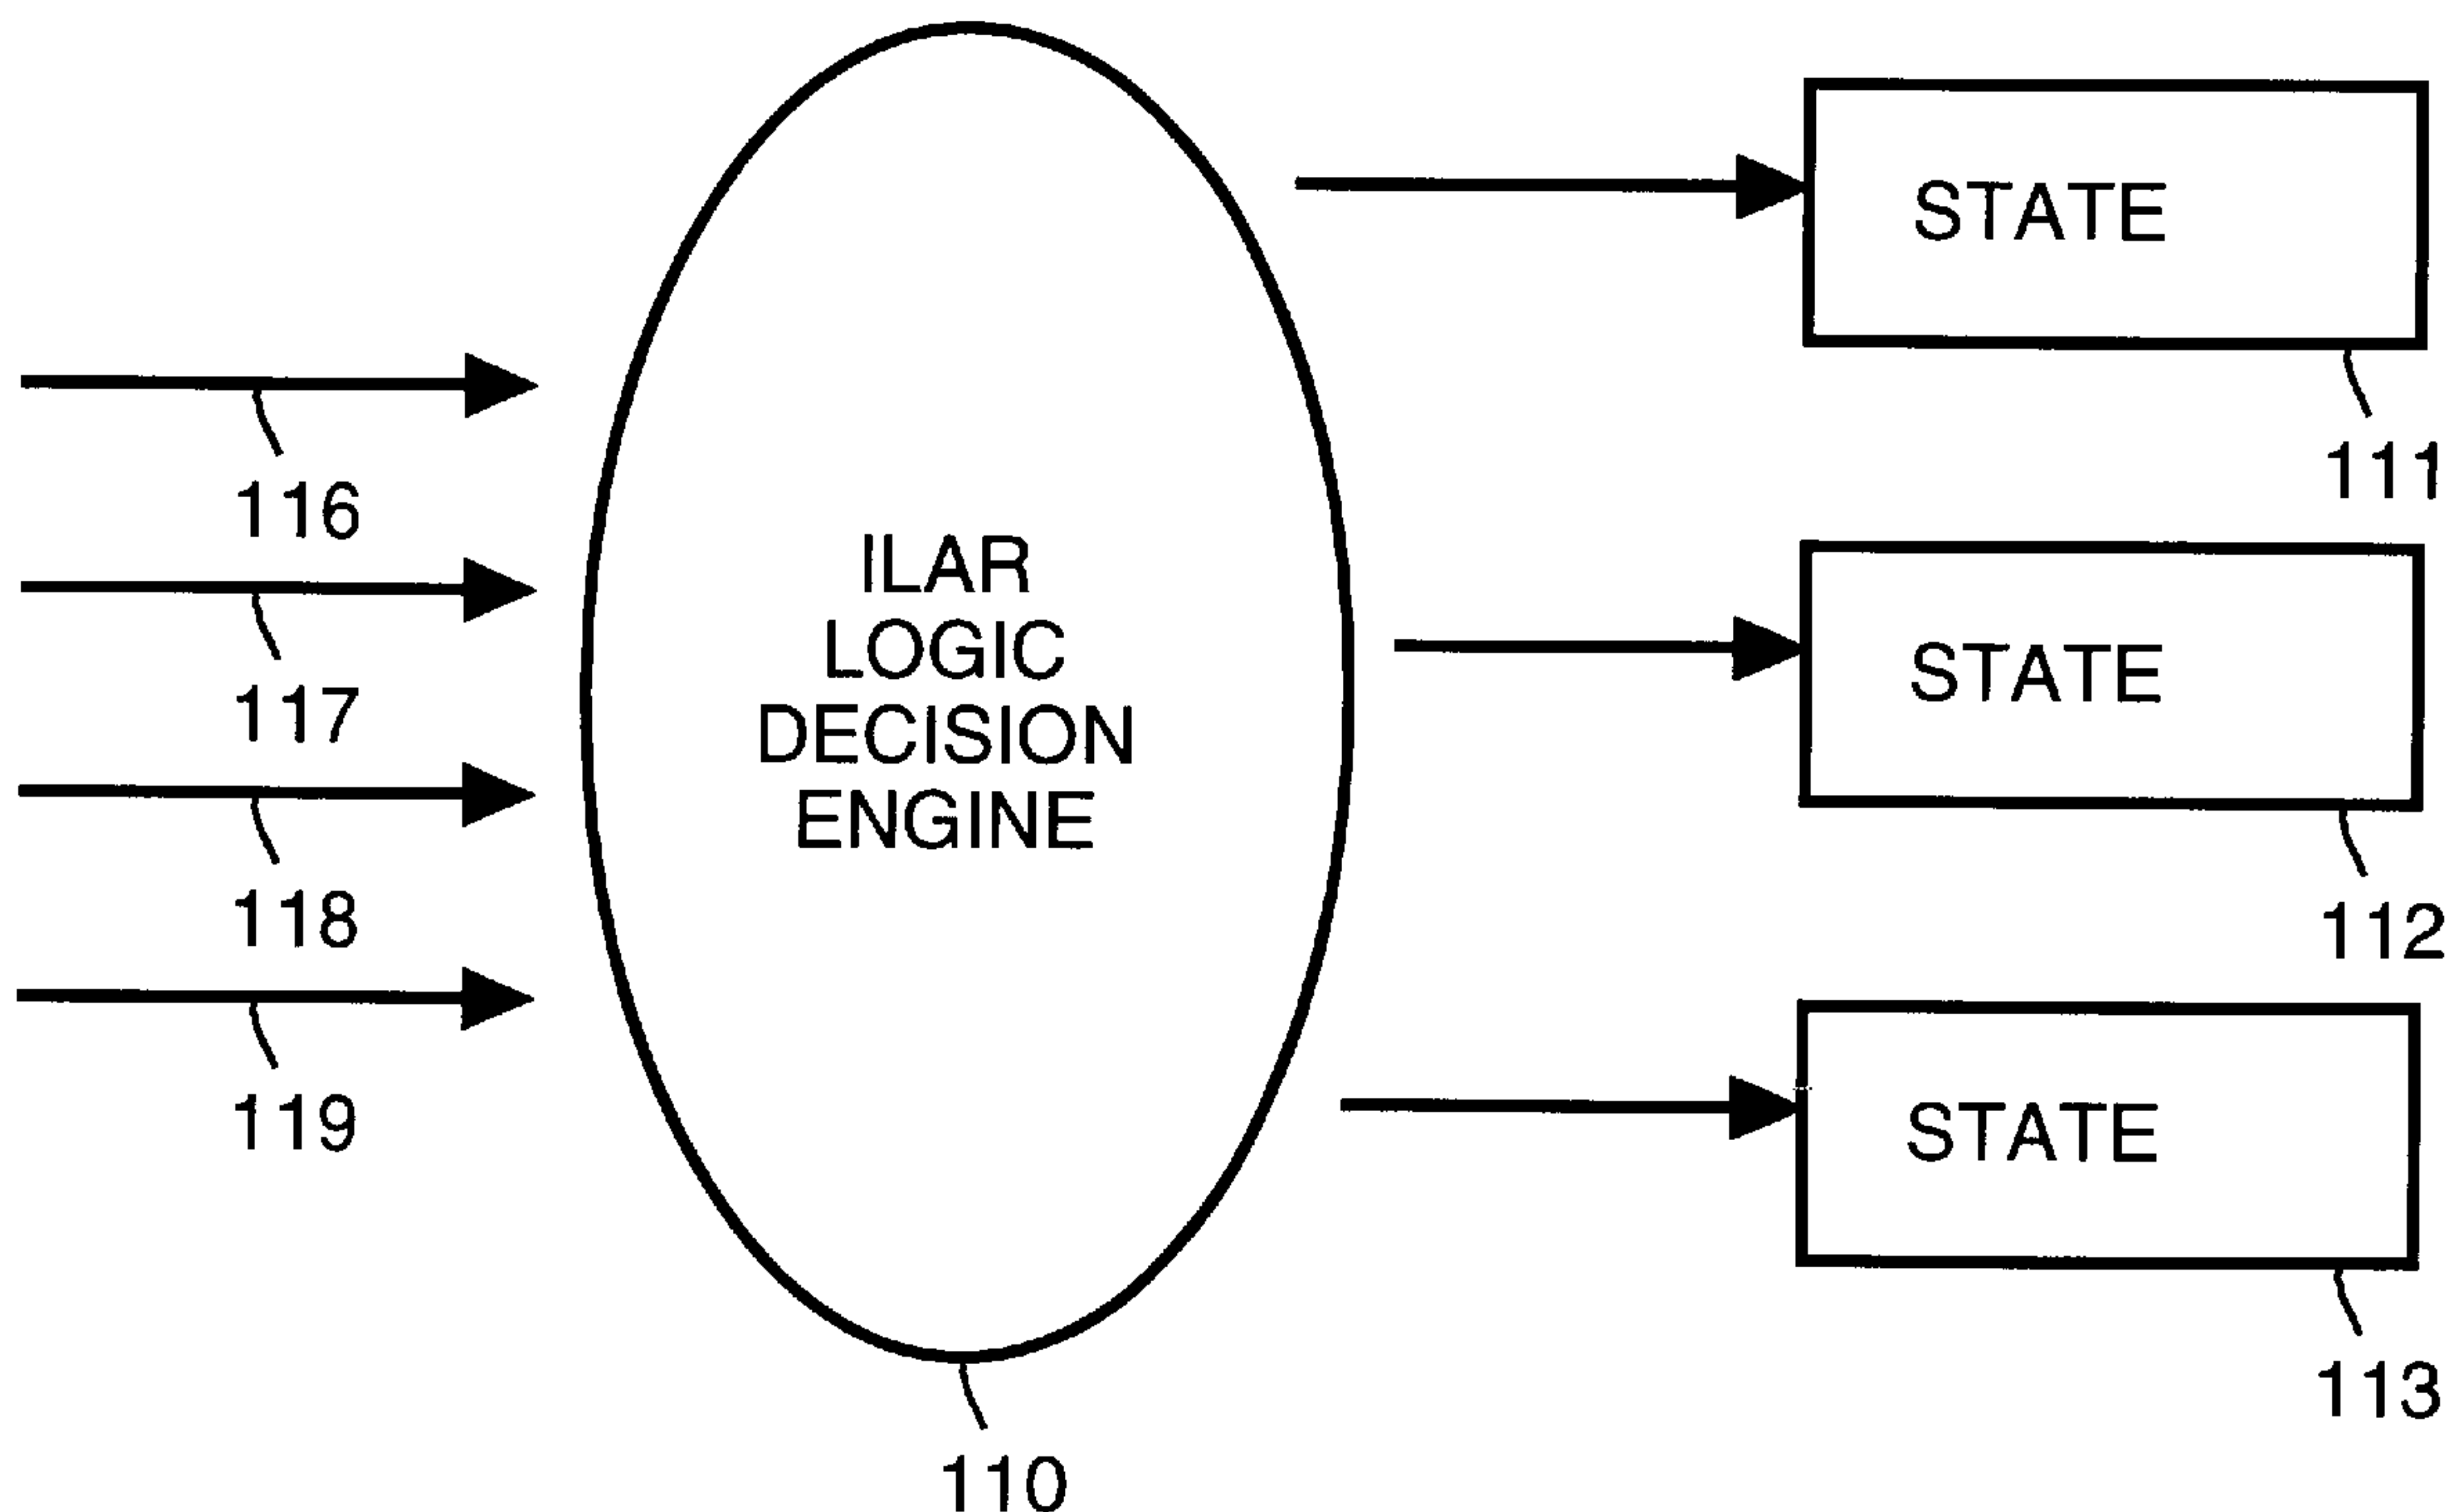 STATE
111
116
ILAR
LOGIC
DECISION
ENGINE
117
STATE
112
118
119
STATE
113
110